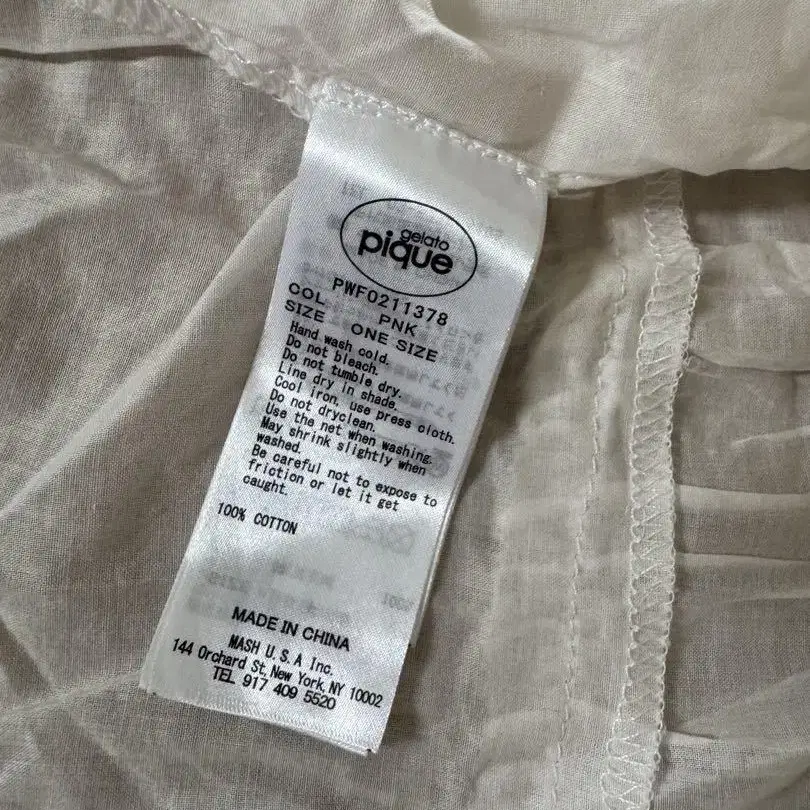 gelato
pique
PWF0211378
COL PNK
SIZE ONE SIZE
Hand wash cold.
Do not bleach.
Do not tumble dry.
Line dry in shade.
Cool iron, use press cloth.
Do not dryclean.
Use the net when washing.
May shrink slightly when
washed.
Be careful not to expose to
friction or let it get
caught.
100% COTTON
MADE IN CHINA
MASH U.S.A Inc.
144 Orchard St, New York, NY 10002
TEL 917 409 5520